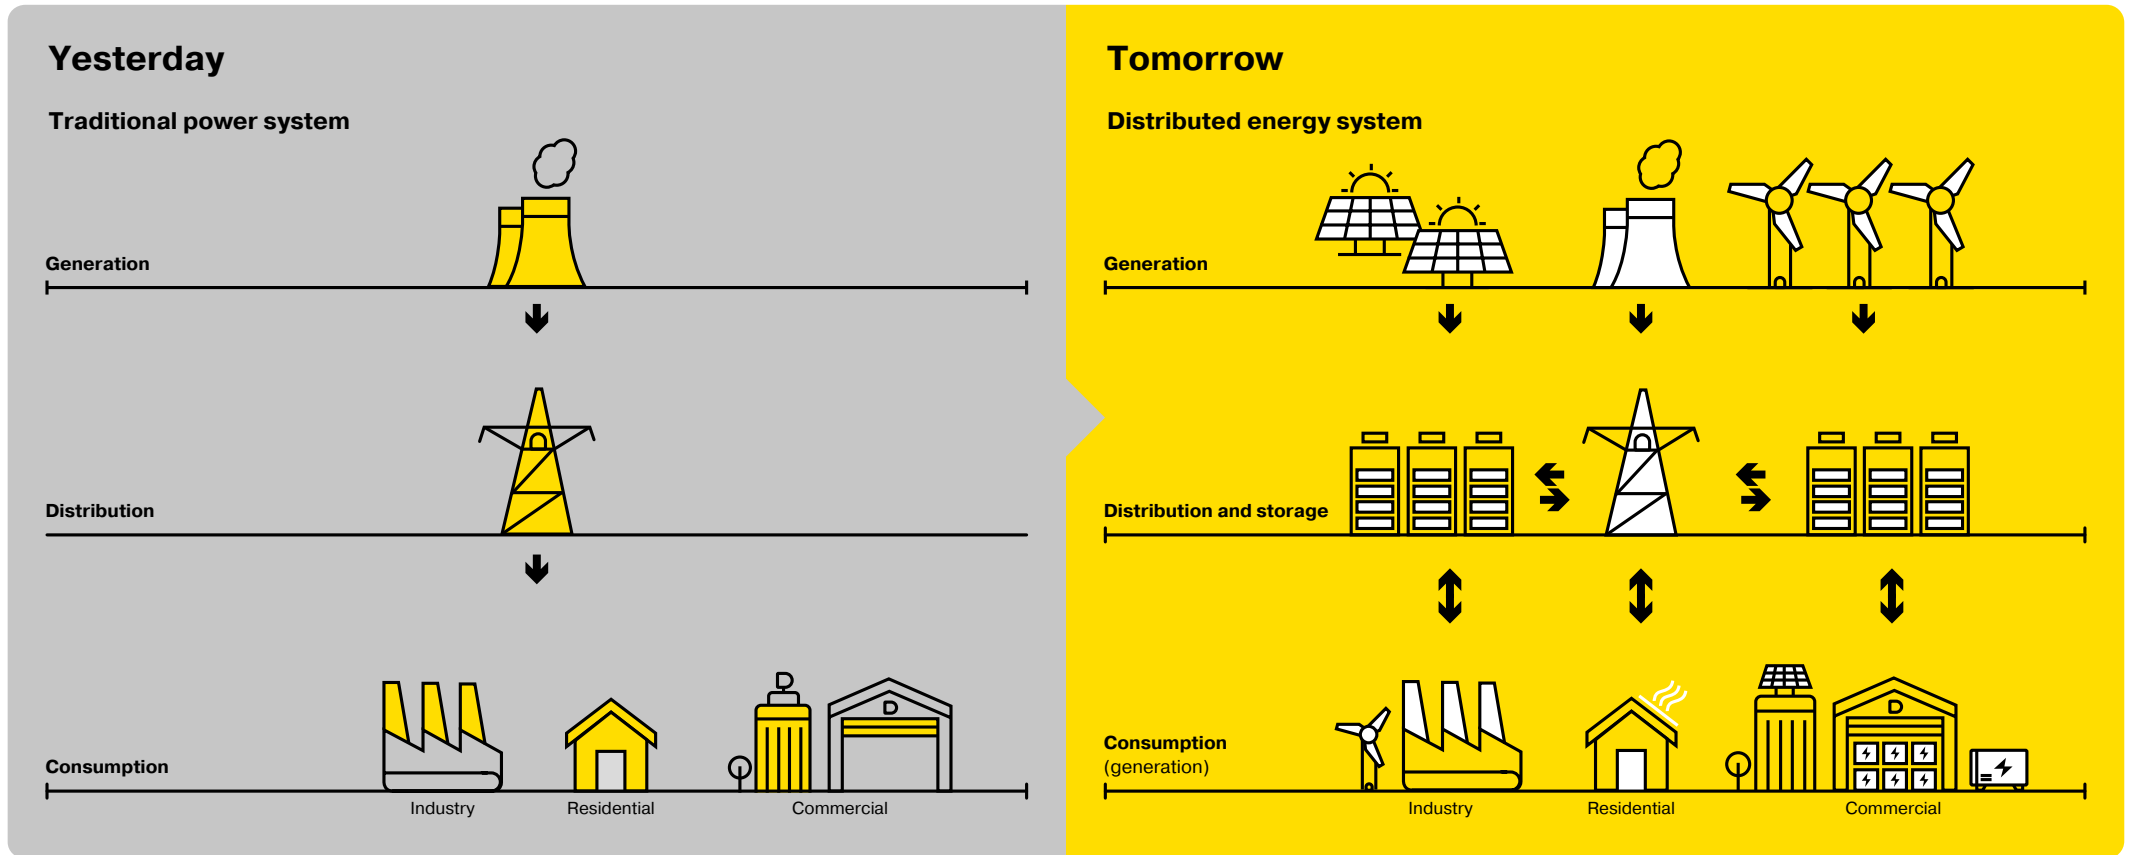 Yesterday
Traditional power system
Generation
Distribution
Consumption
Industry
Residential
D
D
Commercial
Tomorrow
Distributed energy system
Generation
Distribution and storage
Consumption
(generation)
Industry
Residential
D
Commercial